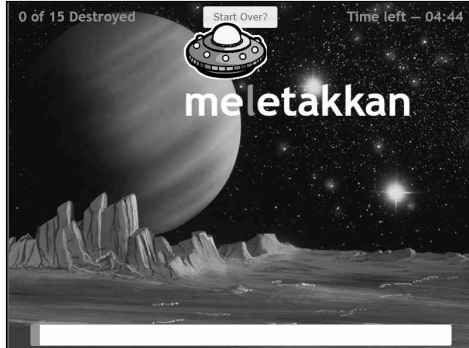 0 of 15 Destroyed
Start Over?
Time left – 04:44
meletakkan